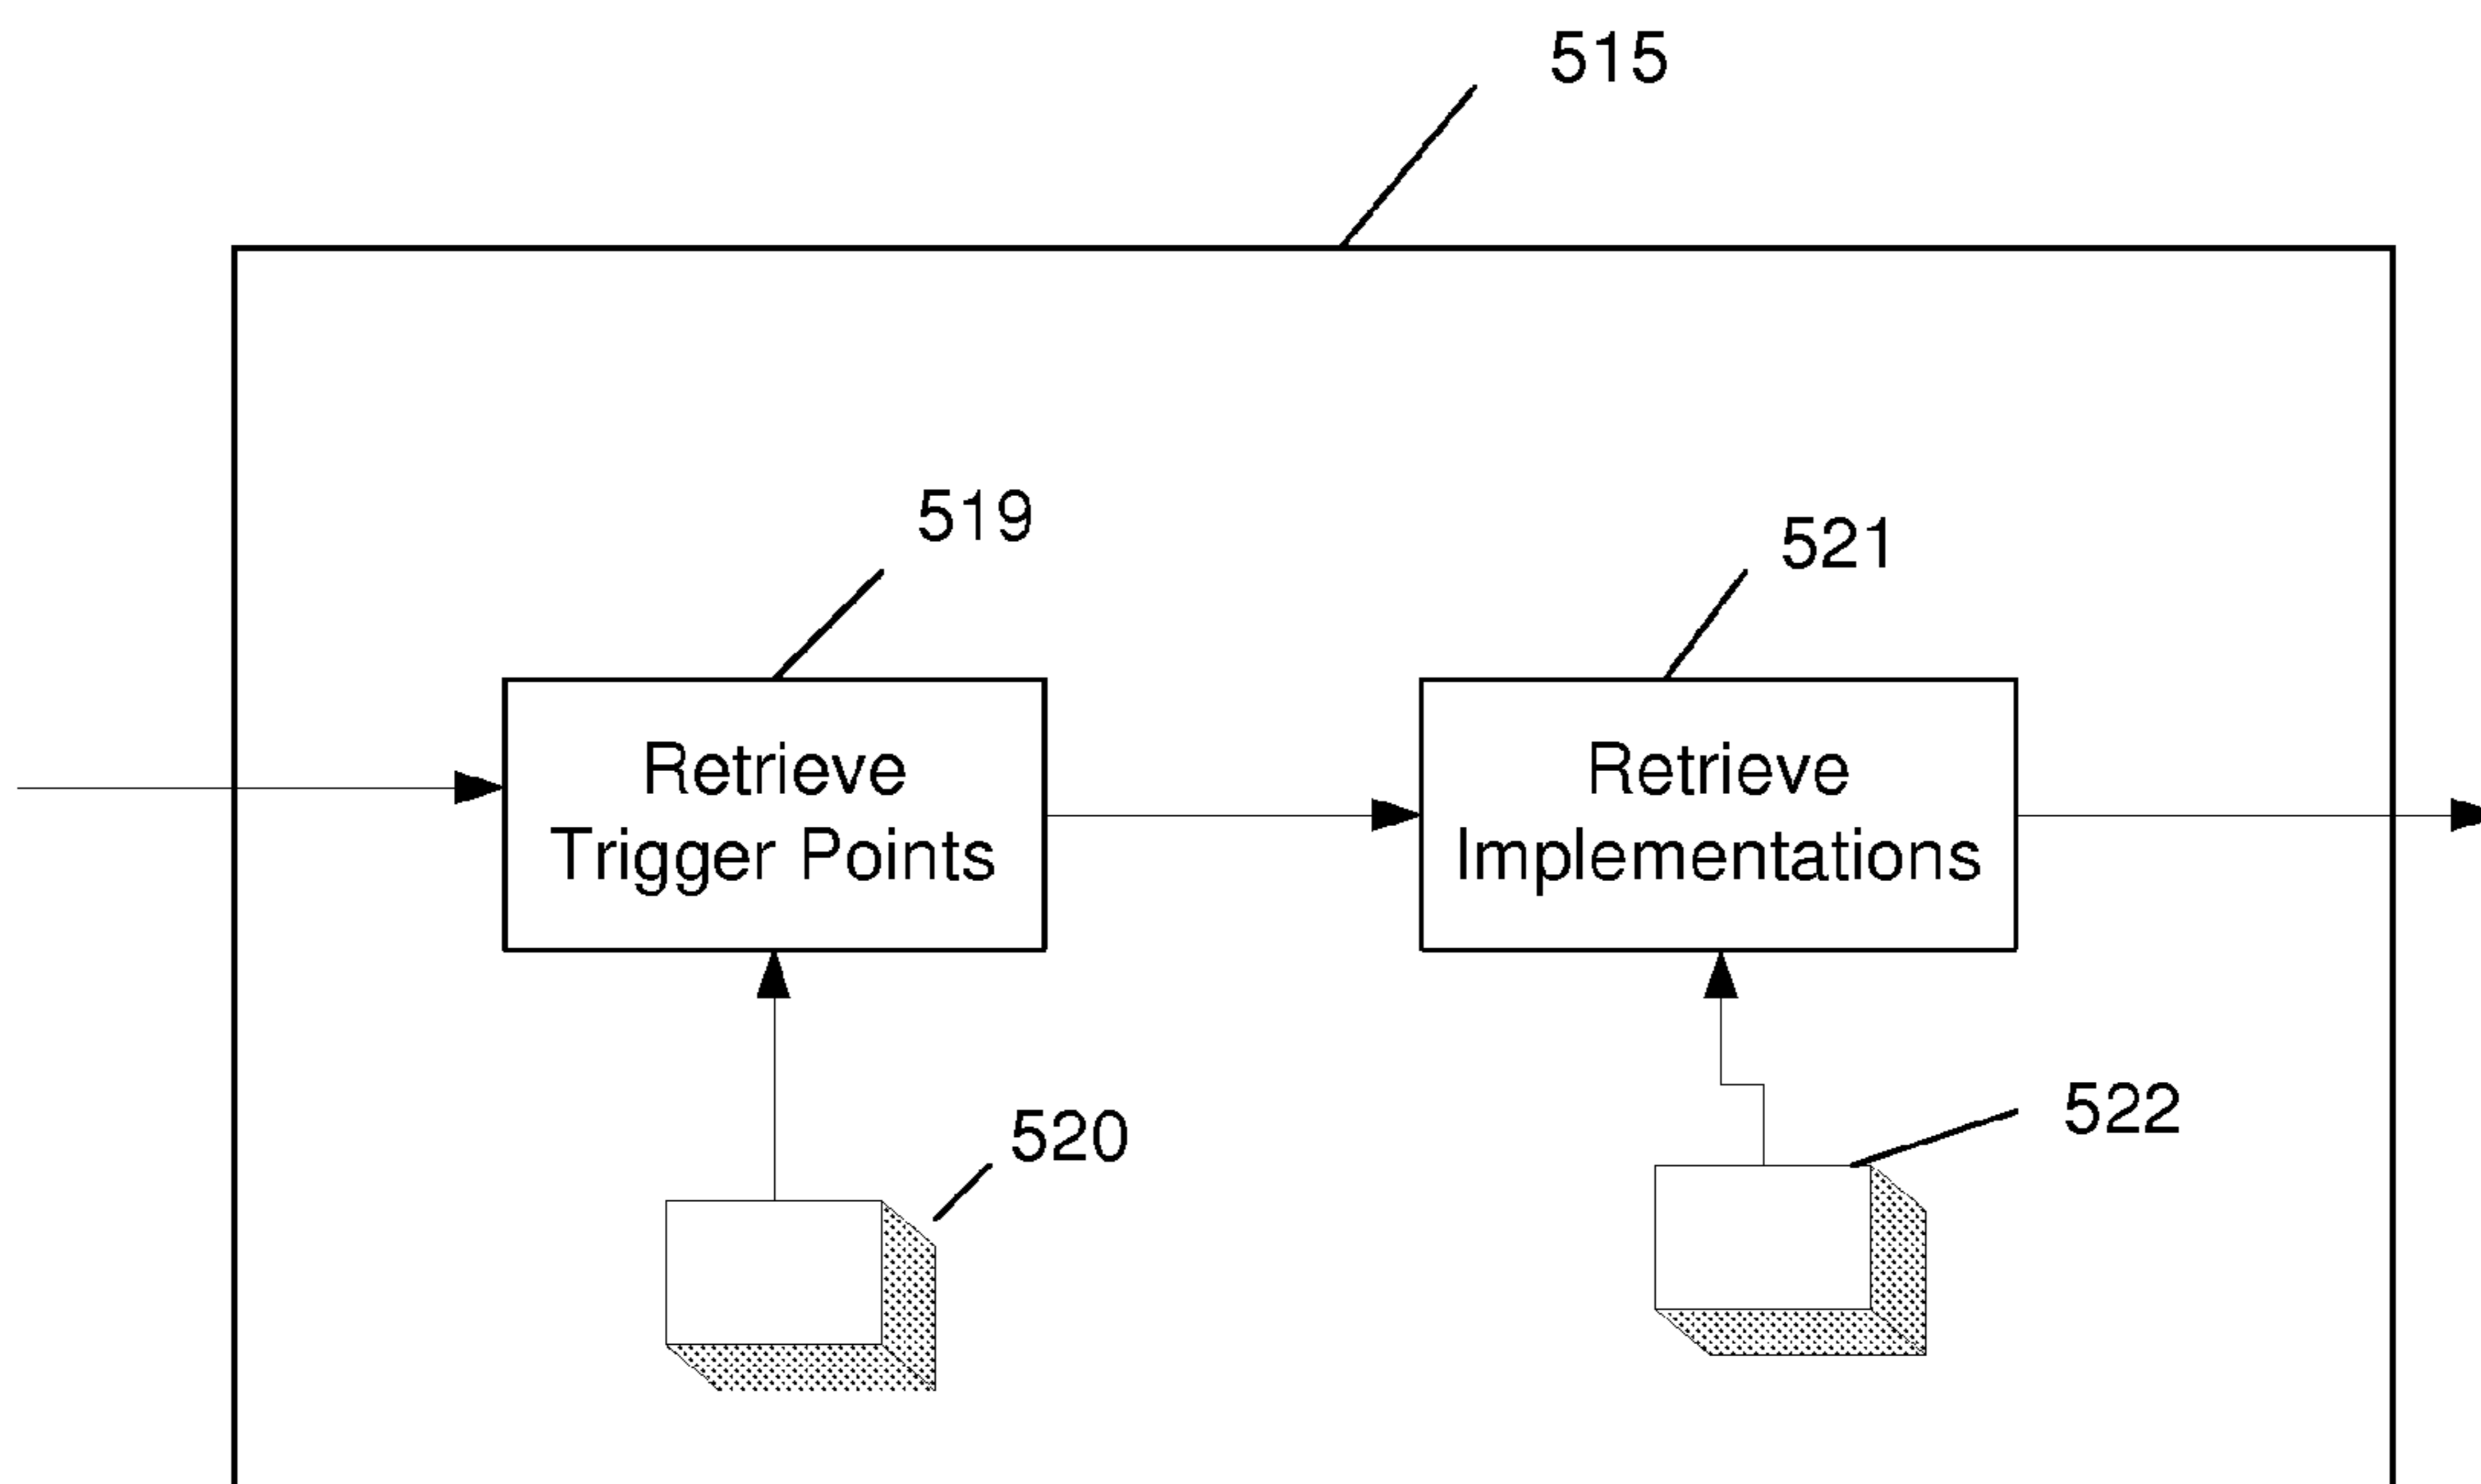 515
519
521
Retrieve
Trigger Points
Retrieve
Implementations
520
522